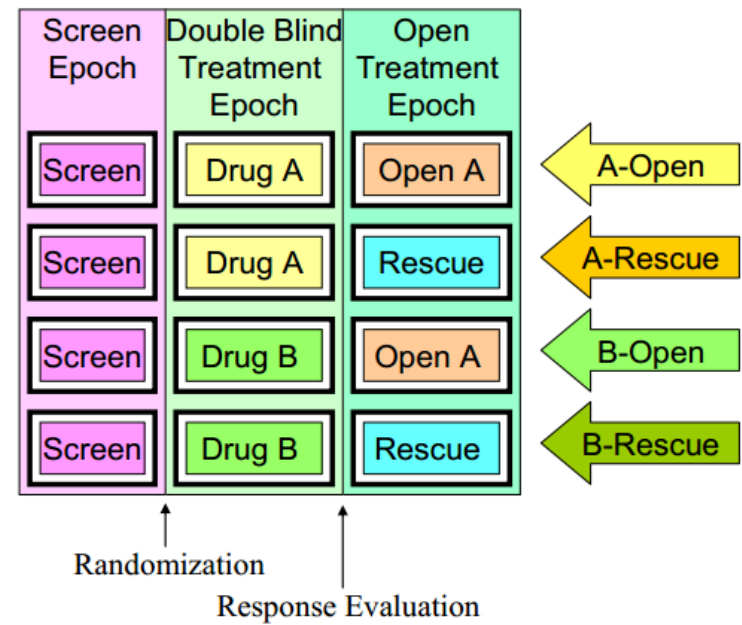 Screen
Epoch
Double Blind
Treatment
Epoch
Open
Treatment
Epoch
Screen
Drug A
Open A
A-Open
Screen
Drug A
Rescue
A-Rescue
Screen
Drug B
Open A
B-Open
Screen
Drug B
Rescue
B-Rescue
Randomization
Response Evaluation